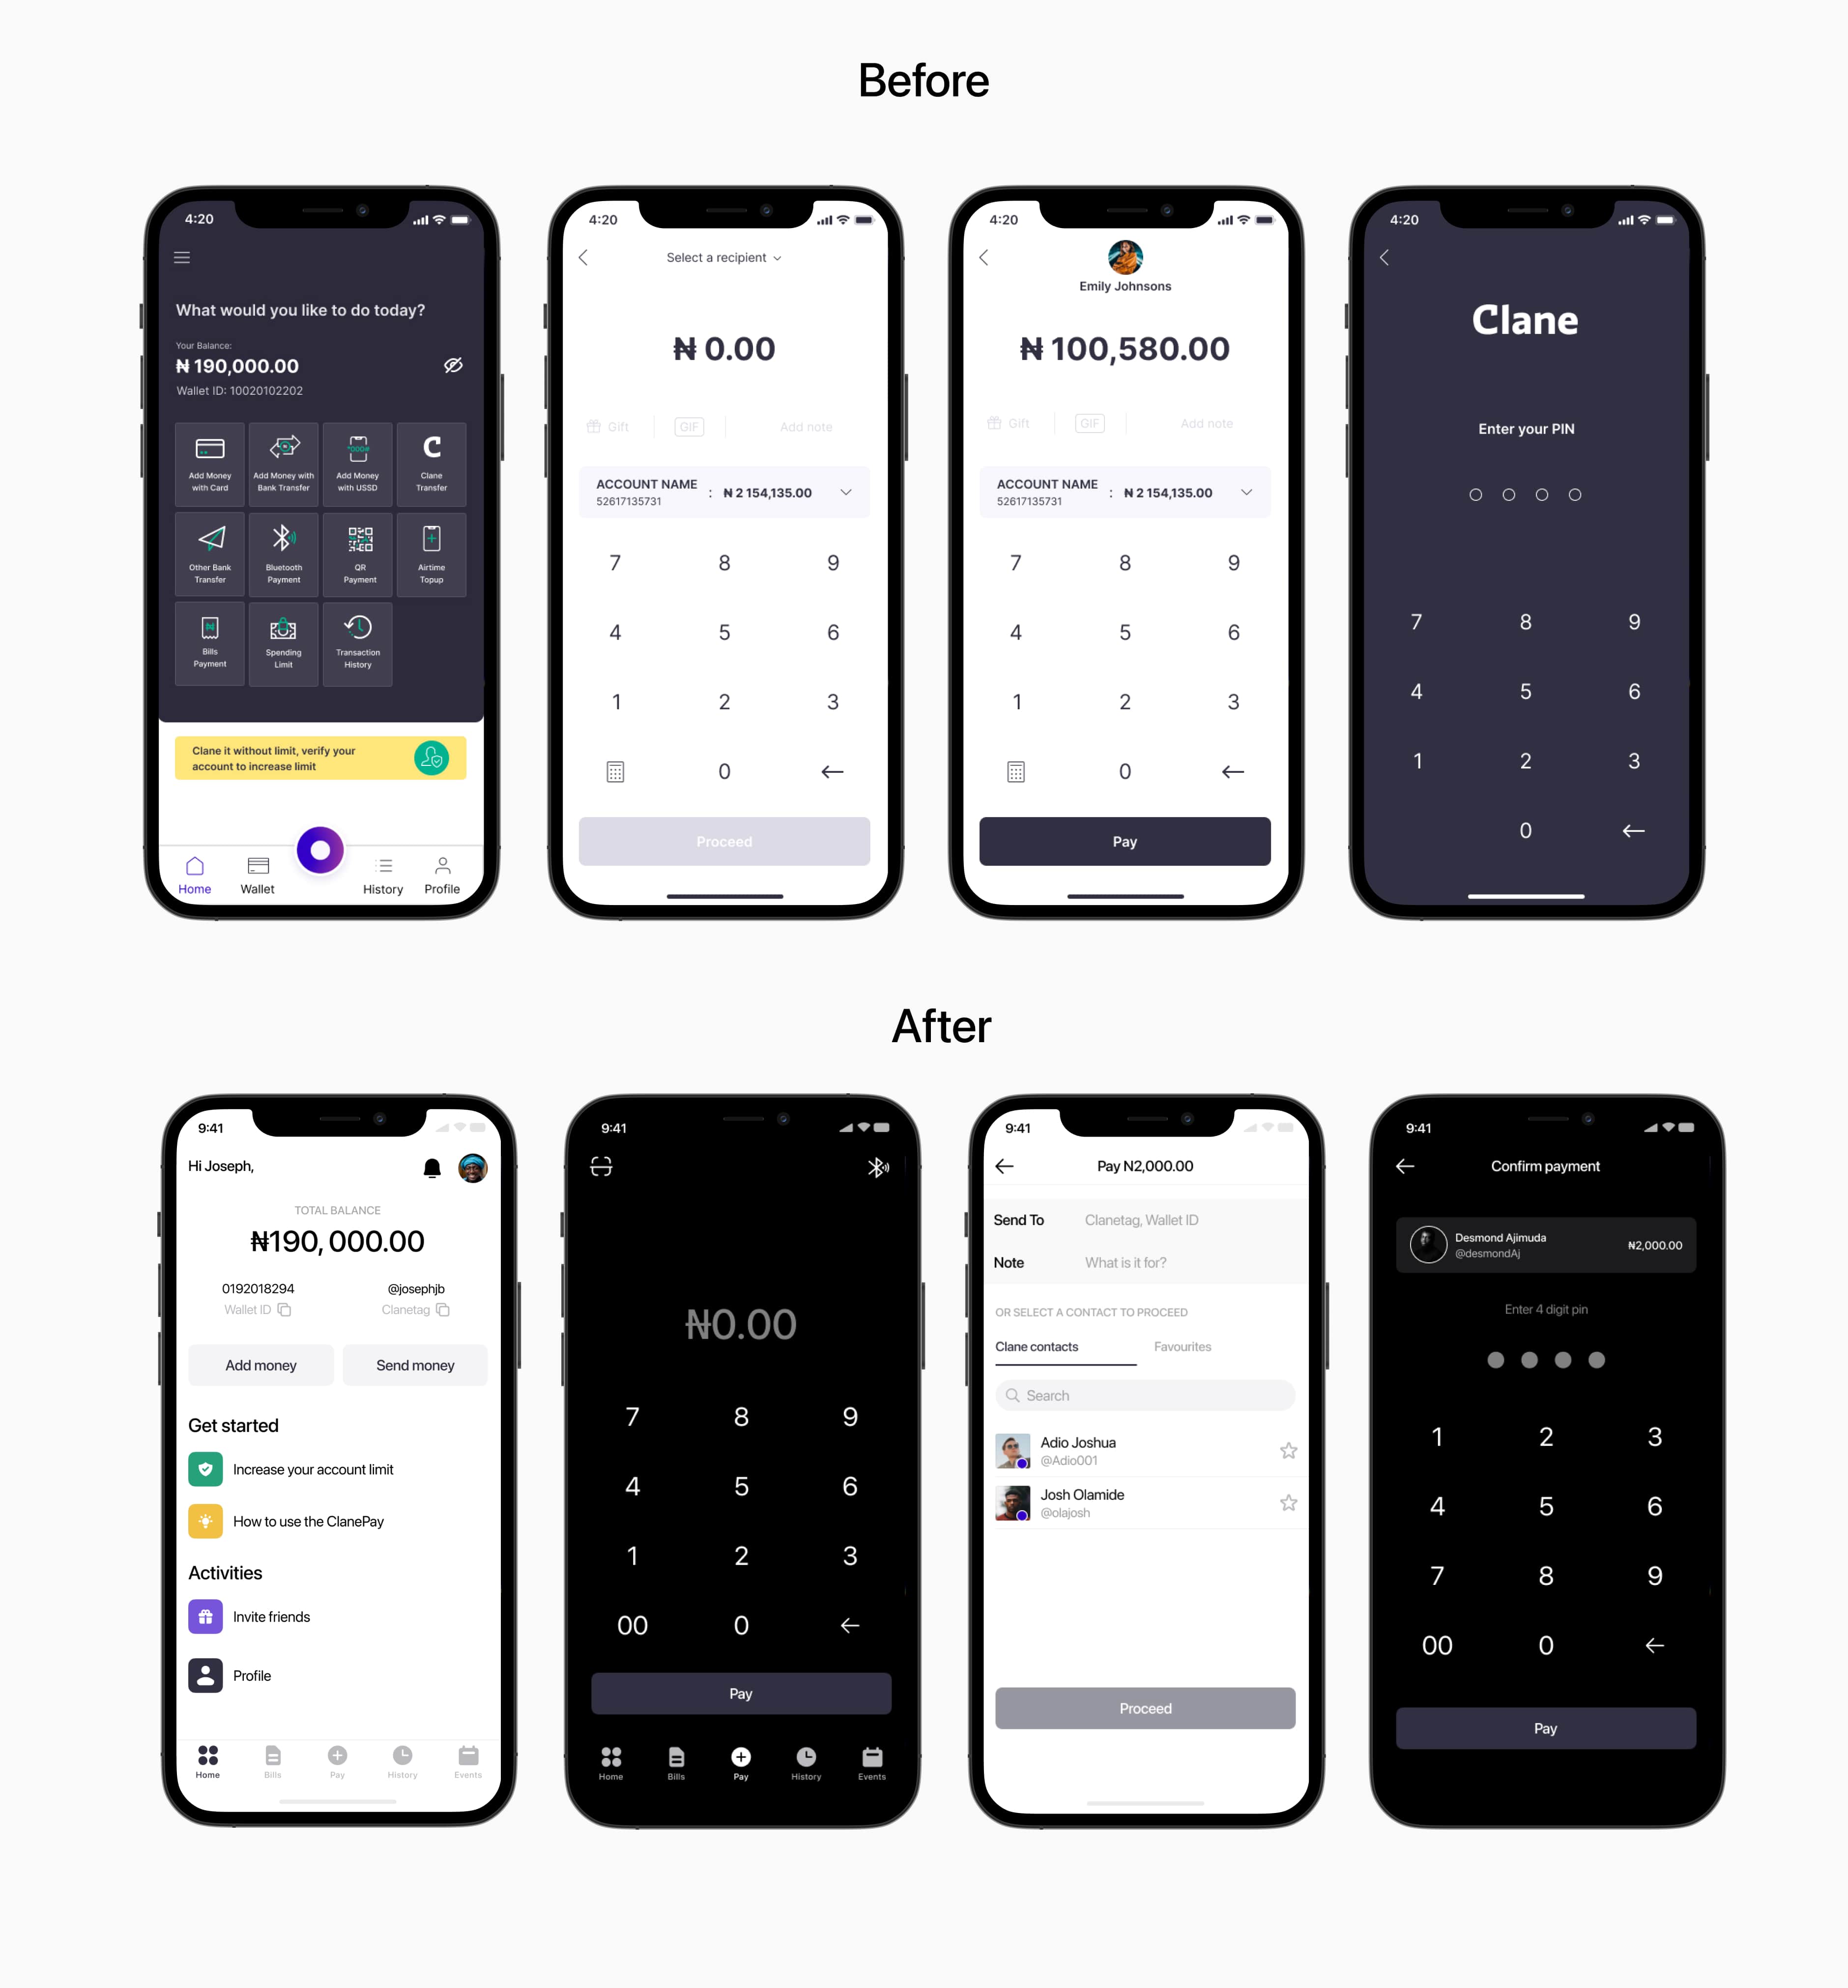 Before
4:20
What would you like to do today?
Your Balance:
₦ 190,000.00
Wallet ID: 10020102202
Add Money
with Card
Add Money with
Bank Transfer
*000#
Add Money
with USSD
C
Clane
Transfer
Other Bank
Transfer
Bluetooth
Payment
QR
Payment
Airtime
Topup
Bills
Payment
Spending
Limit
Transaction
History
Clane it without limit, verify your
account to increase limit
Home
Wallet
History
Profile
4:20
Select a recipient
₦ 0.00
Gift
GIF
Add note
ACCOUNT NAME
52617135731
: ₦ 2 154,135.00
7 8 9
4 5 6
1 2 3
0
Proceed
4:20
Emily Johnsons
₦ 100,580.00
Gift
GIF
Add note
ACCOUNT NAME
52617135731
: ₦ 2 154,135.00
7 8 9
4 5 6
1 2 3
0
Pay
4:20
Clane
Enter your PIN
7 8 9
4 5 6
1 2 3
0
After
9:41
Hi Joseph,
TOTAL BALANCE
₦190,000.00
0192018294
Wallet ID
@josephjb
Clanetag
Add money
Send money
Get started
Increase your account limit
How to use the ClanePay
Activities
Invite friends
Profile
Home
Bills
Pay
History
Events
9:41
₦0.00
7 8 9
4 5 6
1 2 3
00 0
Pay
Home
Bills
Pay
History
Events
9:41
Pay N2,000.00
Send To
Clanetag, Wallet ID
Note
What is it for?
OR SELECT A CONTACT TO PROCEED
Clane contacts
Favourites
Search
Adio Joshua
@Adio001
Josh Olamide
@olajosh
Proceed
9:41
Confirm payment
Desmond Ajimuda
@desmondAj
₦2,000.00
Enter 4 digit pin
1 2 3
4 5 6
7 8 9
00 0
Pay